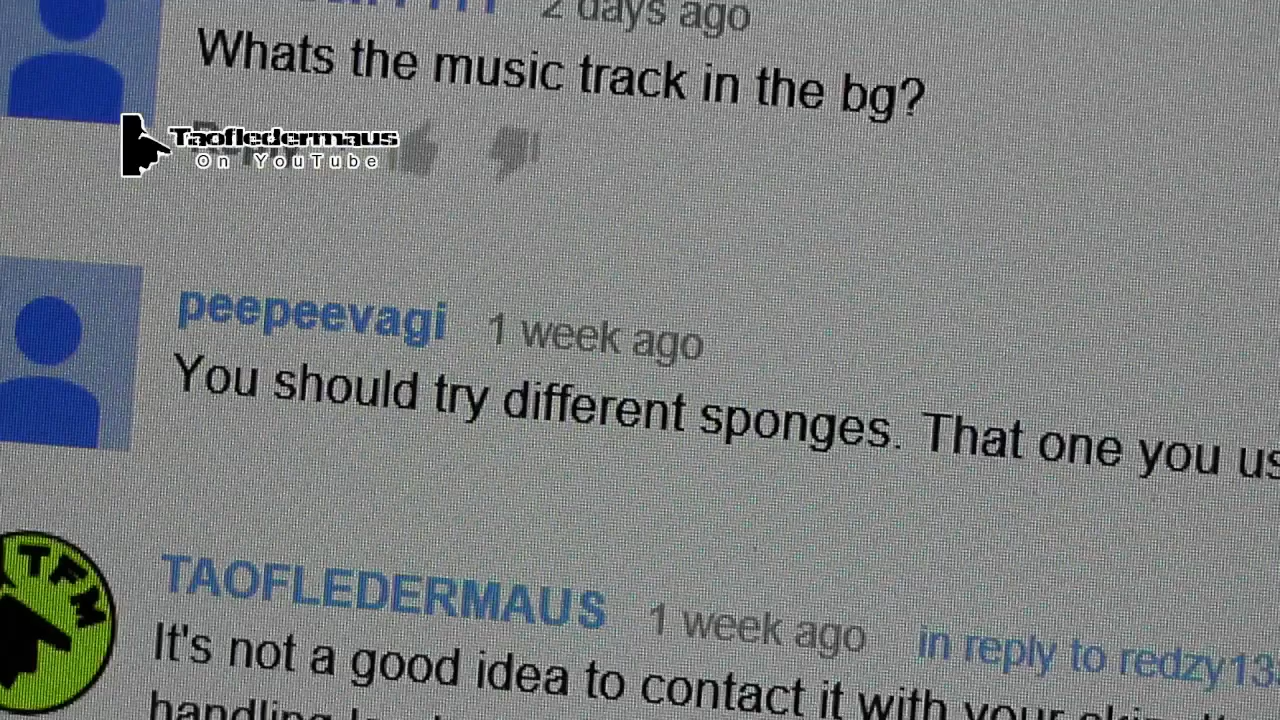 2 days ago
Whats the music track in the bg?
Taofledermaus
On YouTube
peepeevagi 1 week ago
You should try different sponges. That one you
TFM
TAOFLEDERMAUS 1 week ago in reply to
It's not a good idea to contact it with your
handling